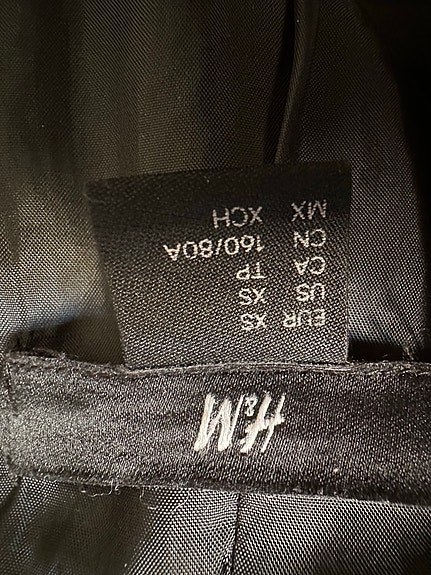 H&M
EUR XS
US XS
CA TP
CN 160/80A
MX XCH